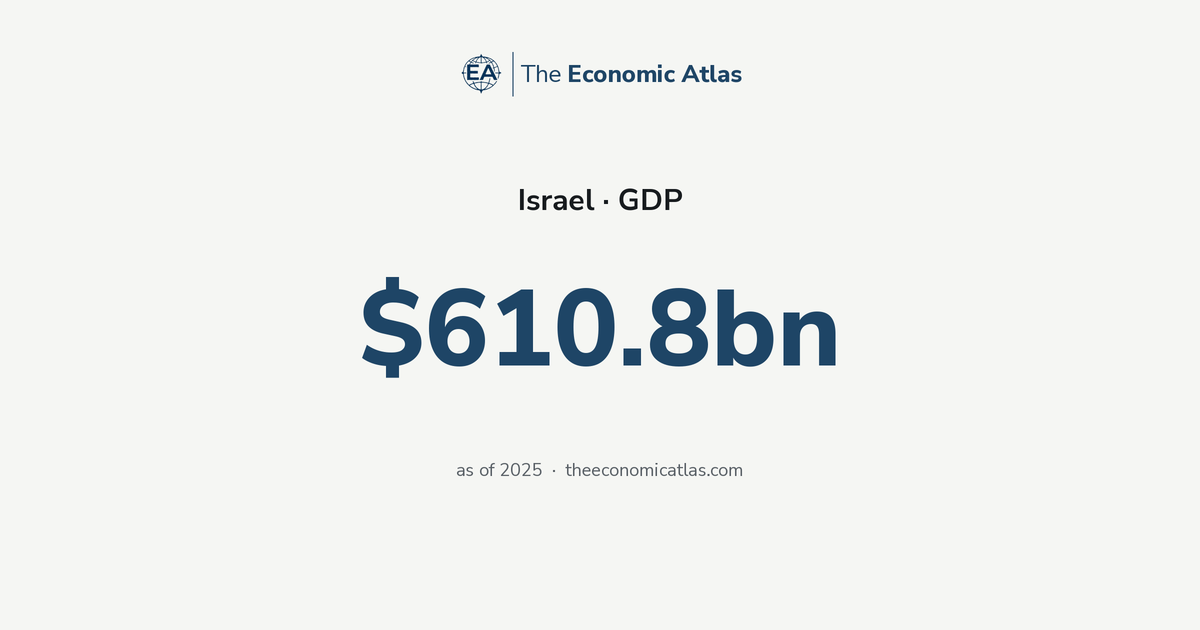 EA The Economic Atlas
Israel · GDP
$610.8bn
as of 2025 · theeconomicatlas.com